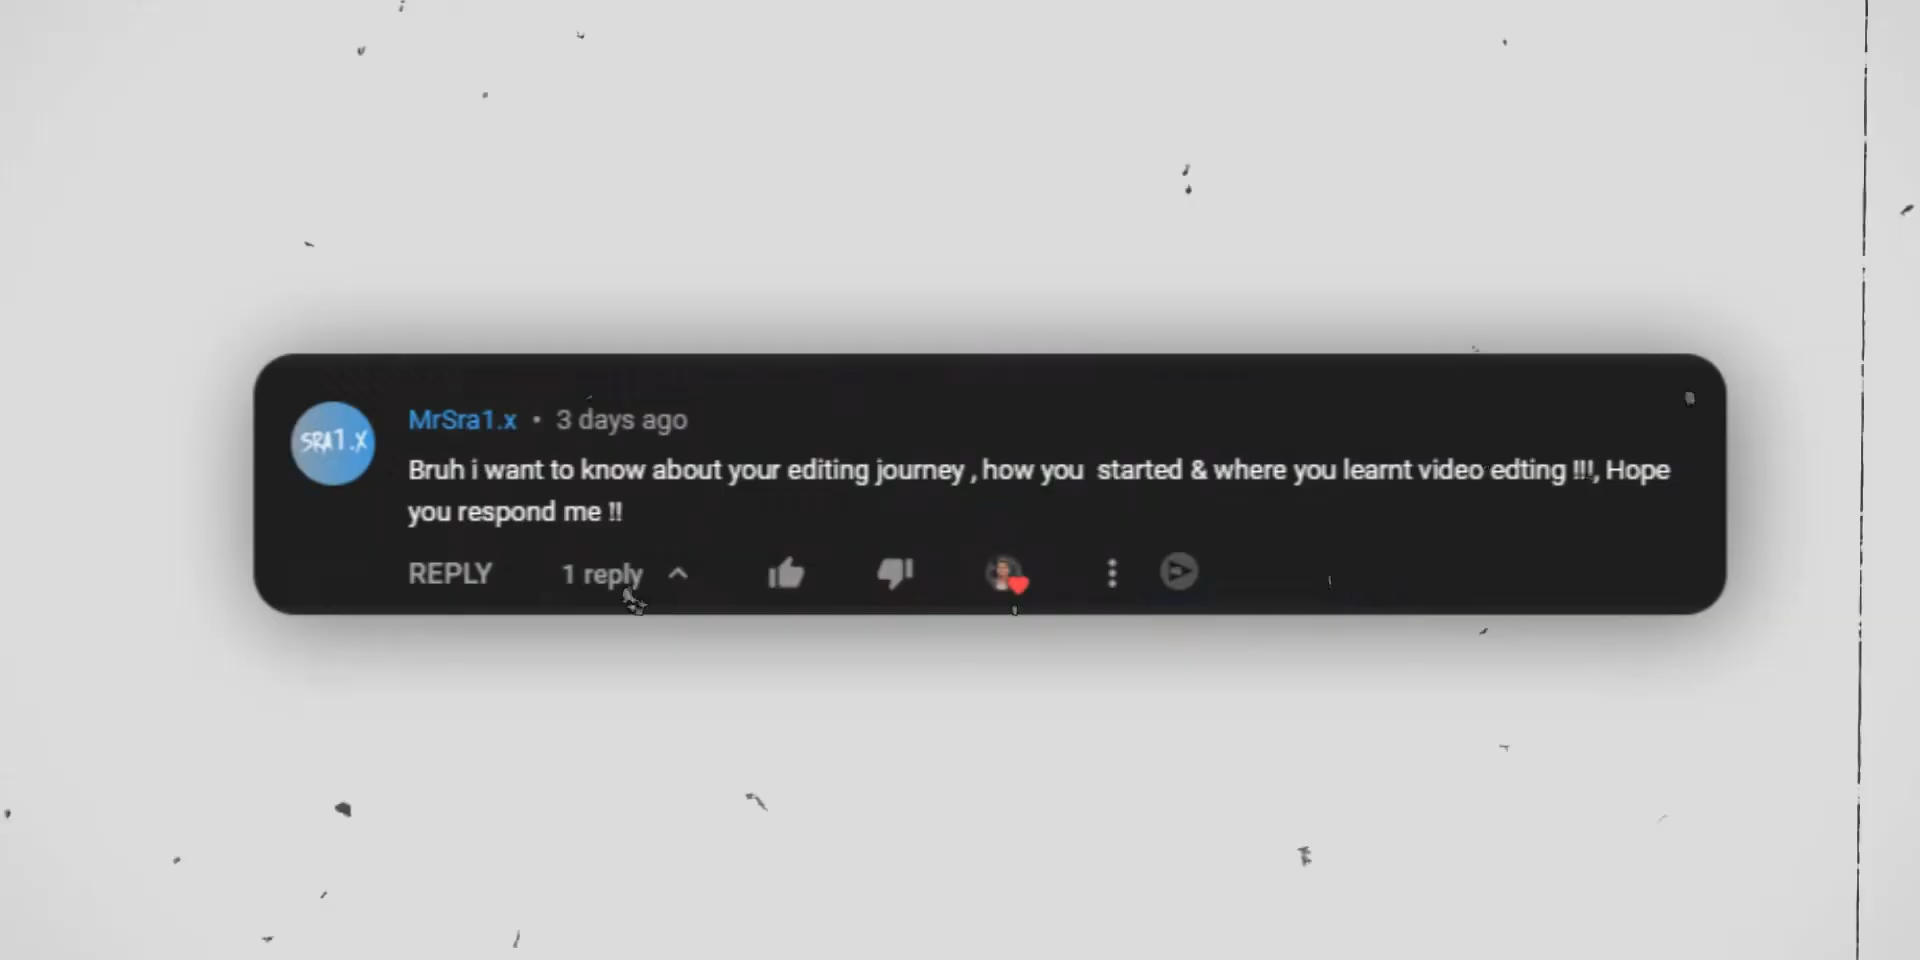 SRA1.X
MrSra1.x • 3 days ago
Bruh i want to know about your editing journey , how you  started & where you learnt video edting !!!, Hope
you respond me !!
REPLY 1 reply